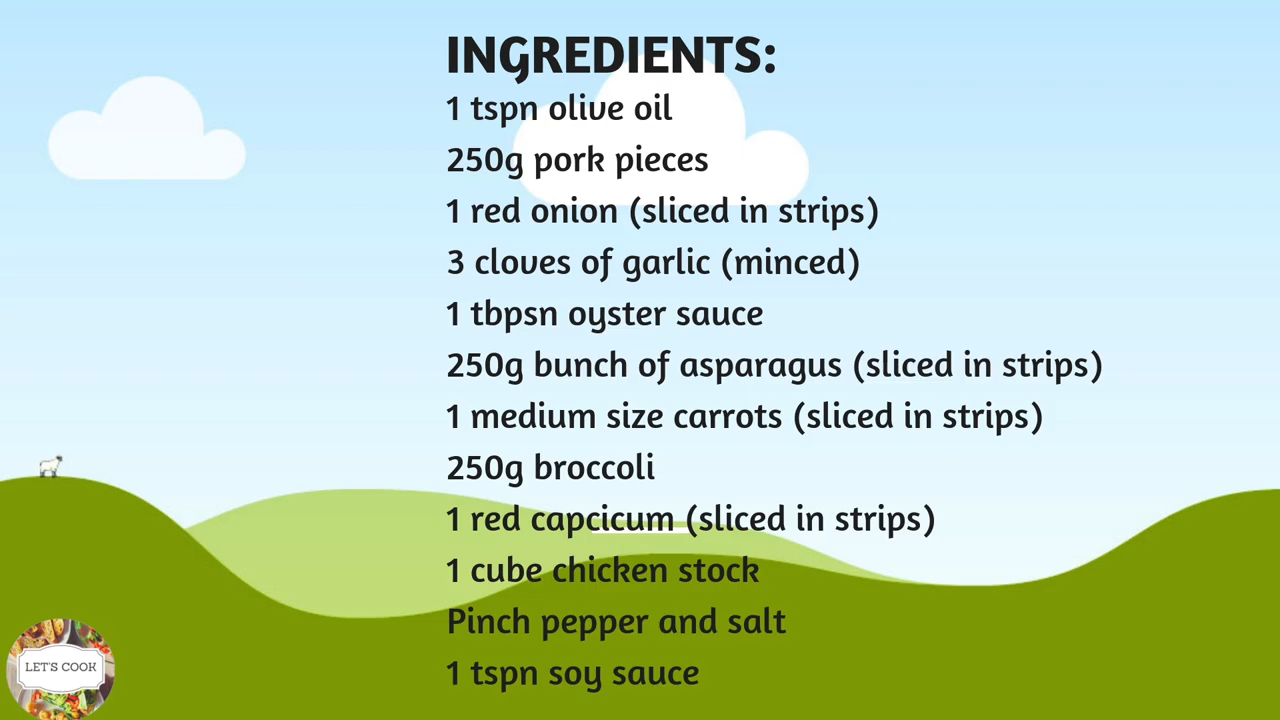 INGREDIENTS:
1 tspn olive oil
250g pork pieces
1 red onion (sliced in strips)
3 cloves of garlic (minced)
1 tbpsn oyster sauce
250g bunch of asparagus (sliced in strips)
1 medium size carrots (sliced in strips)
250g broccoli
1 red capcicum (sliced in strips)
1 cube chicken stock
Pinch pepper and salt
1 tspn soy sauce
LET'S COOK